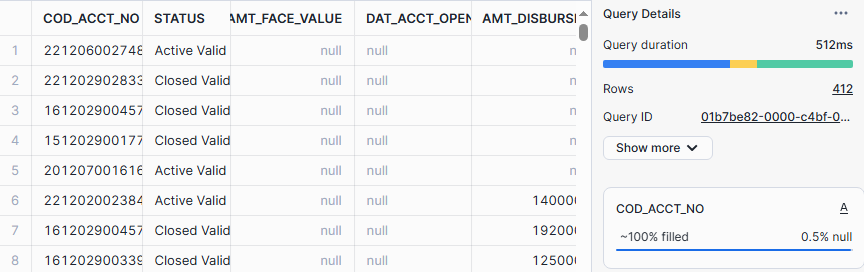 COD_ACCT_NO STATUS AMT_FACE_VALUE DAT_ACCT_OPEN AMT_DISBURS
1 221206002748 Active Valid null null
2 221202902833 Closed Valid null null
3 161202900457 Closed Valid null null
4 151202900177 Closed Valid null null
5 201207001616 Active Valid null null
6 221202002384 Active Valid null null 14000
7 161202900457 Closed Valid null null 19200
8 161202900339 Closed Valid null null 12500
Query Details ...
Query duration 512ms
Rows 412
Query ID 01b7be82-0000-c4bf-0...
Show more
COD_ACCT_NO A
~100% filled 0.5% null